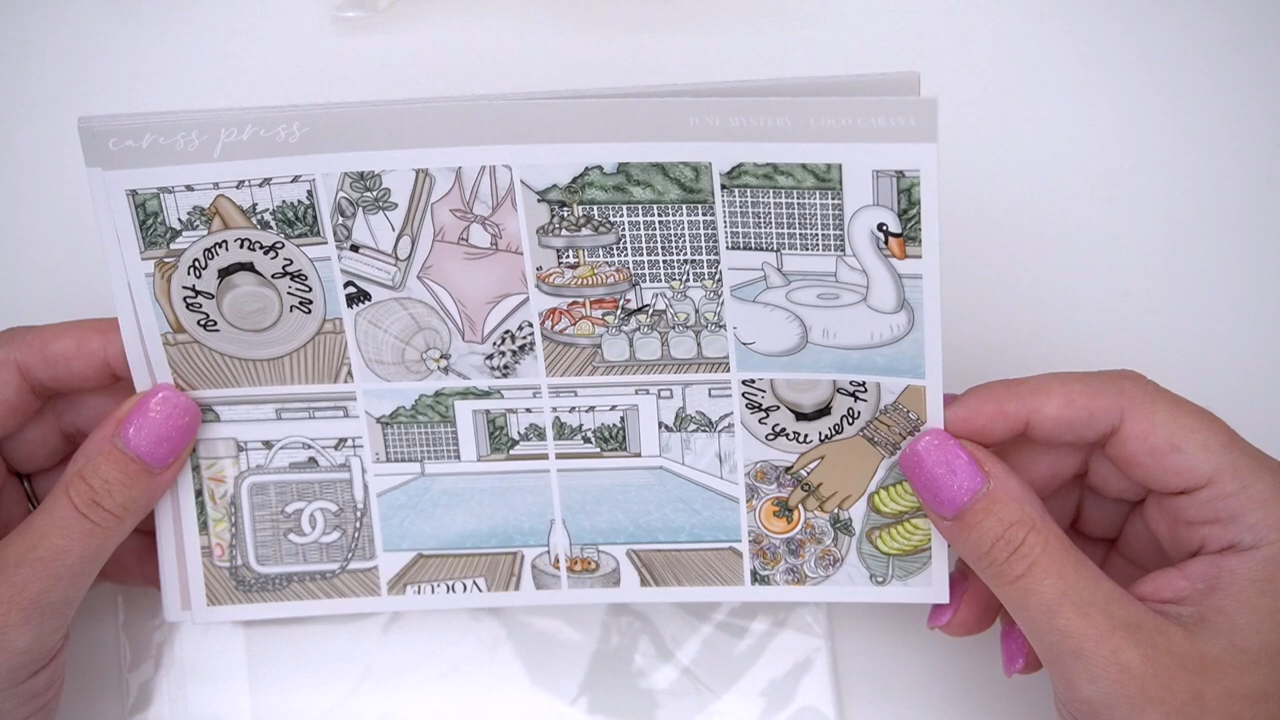 caress press
JUNE MYSTERY - COCO CABANA
Wish you were here
VOGUE
wish you were he